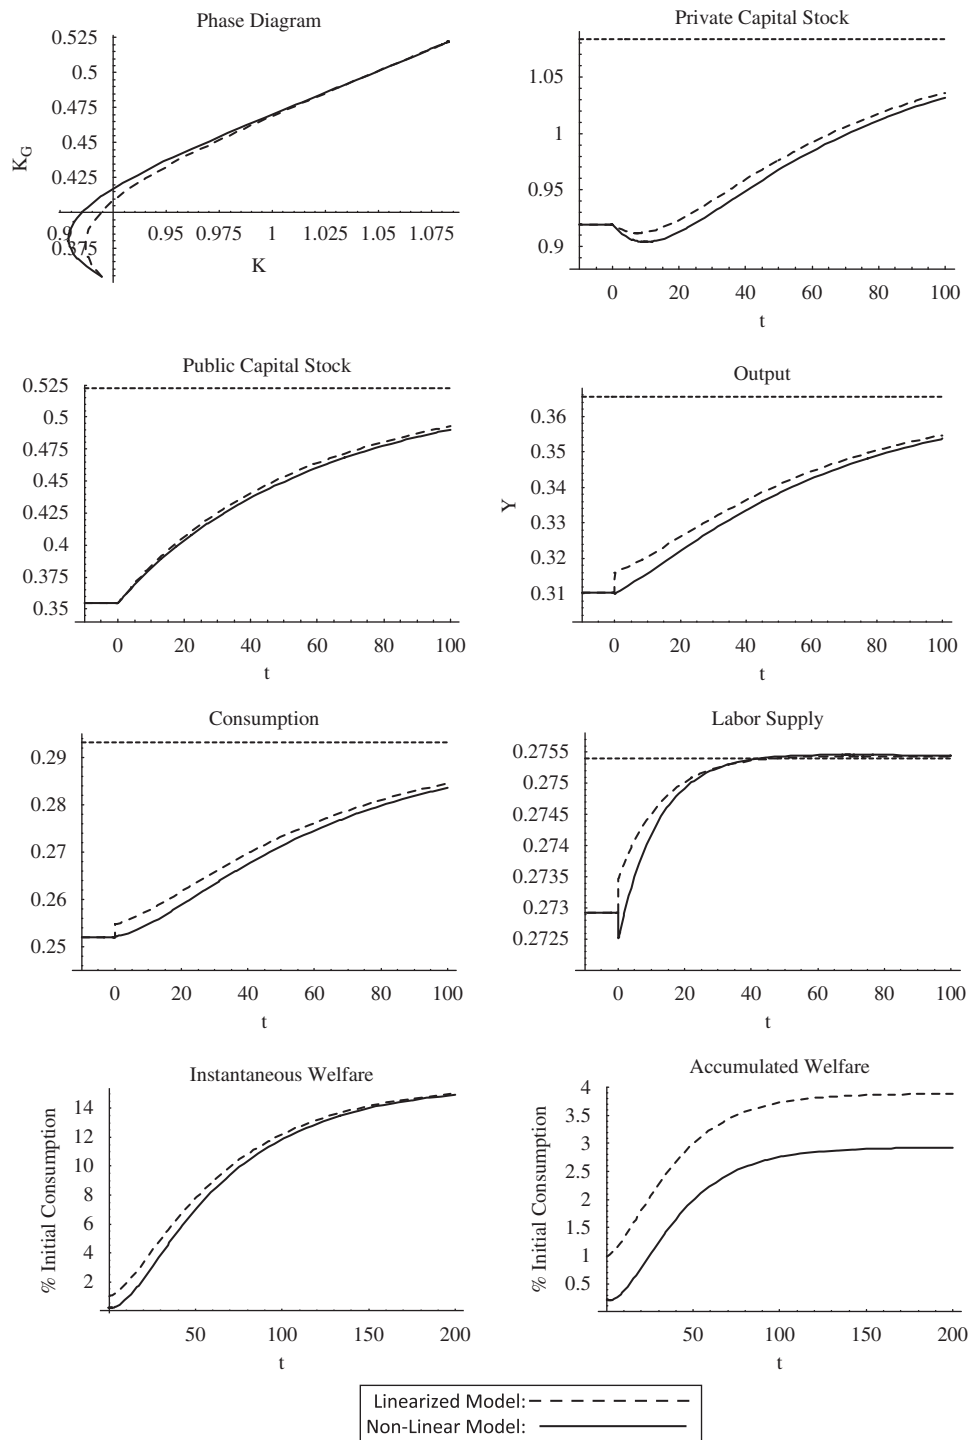 Phase Diagram
0.525
0.5
0.475
0.45
0.425
0.9
0.375
0.95 0.975 1 1.025 1.05 1.075
K_G
K
Private Capital Stock
1.05
1
0.95
0.9
0 20 40 60 80 100
t
Public Capital Stock
0.525
0.5
0.475
0.45
0.425
0.4
0.375
0.35
0 20 40 60 80 100
t
Output
0.36
0.35
0.34
0.33
0.32
0.31
Y
0 20 40 60 80 100
t
Consumption
0.29
0.28
0.27
0.26
0.25
0 20 40 60 80 100
t
Labor Supply
0.2755
0.275
0.2745
0.274
0.2735
0.273
0.2725
0 20 40 60 80 100
t
Instantaneous Welfare
14
12
10
8
6
4
2
% Initial Consumption
50 100 150 200
t
Accumulated Welfare
4
3.5
3
2.5
2
1.5
1
0.5
% Initial Consumption
50 100 150 200
t
Linearized Model:
Non-Linear Model: